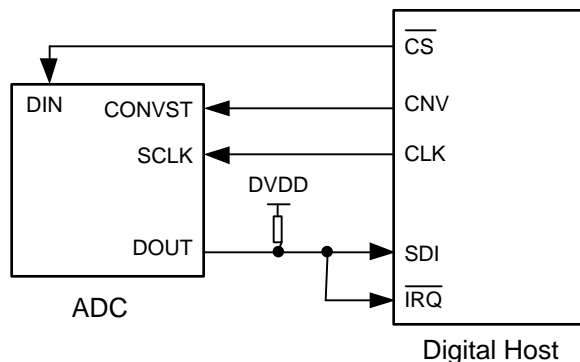 CS
DIN
CONVST
CNV
SCLK
CLK
DVDD
DOUT
SDI
IRQ
ADC
Digital Host